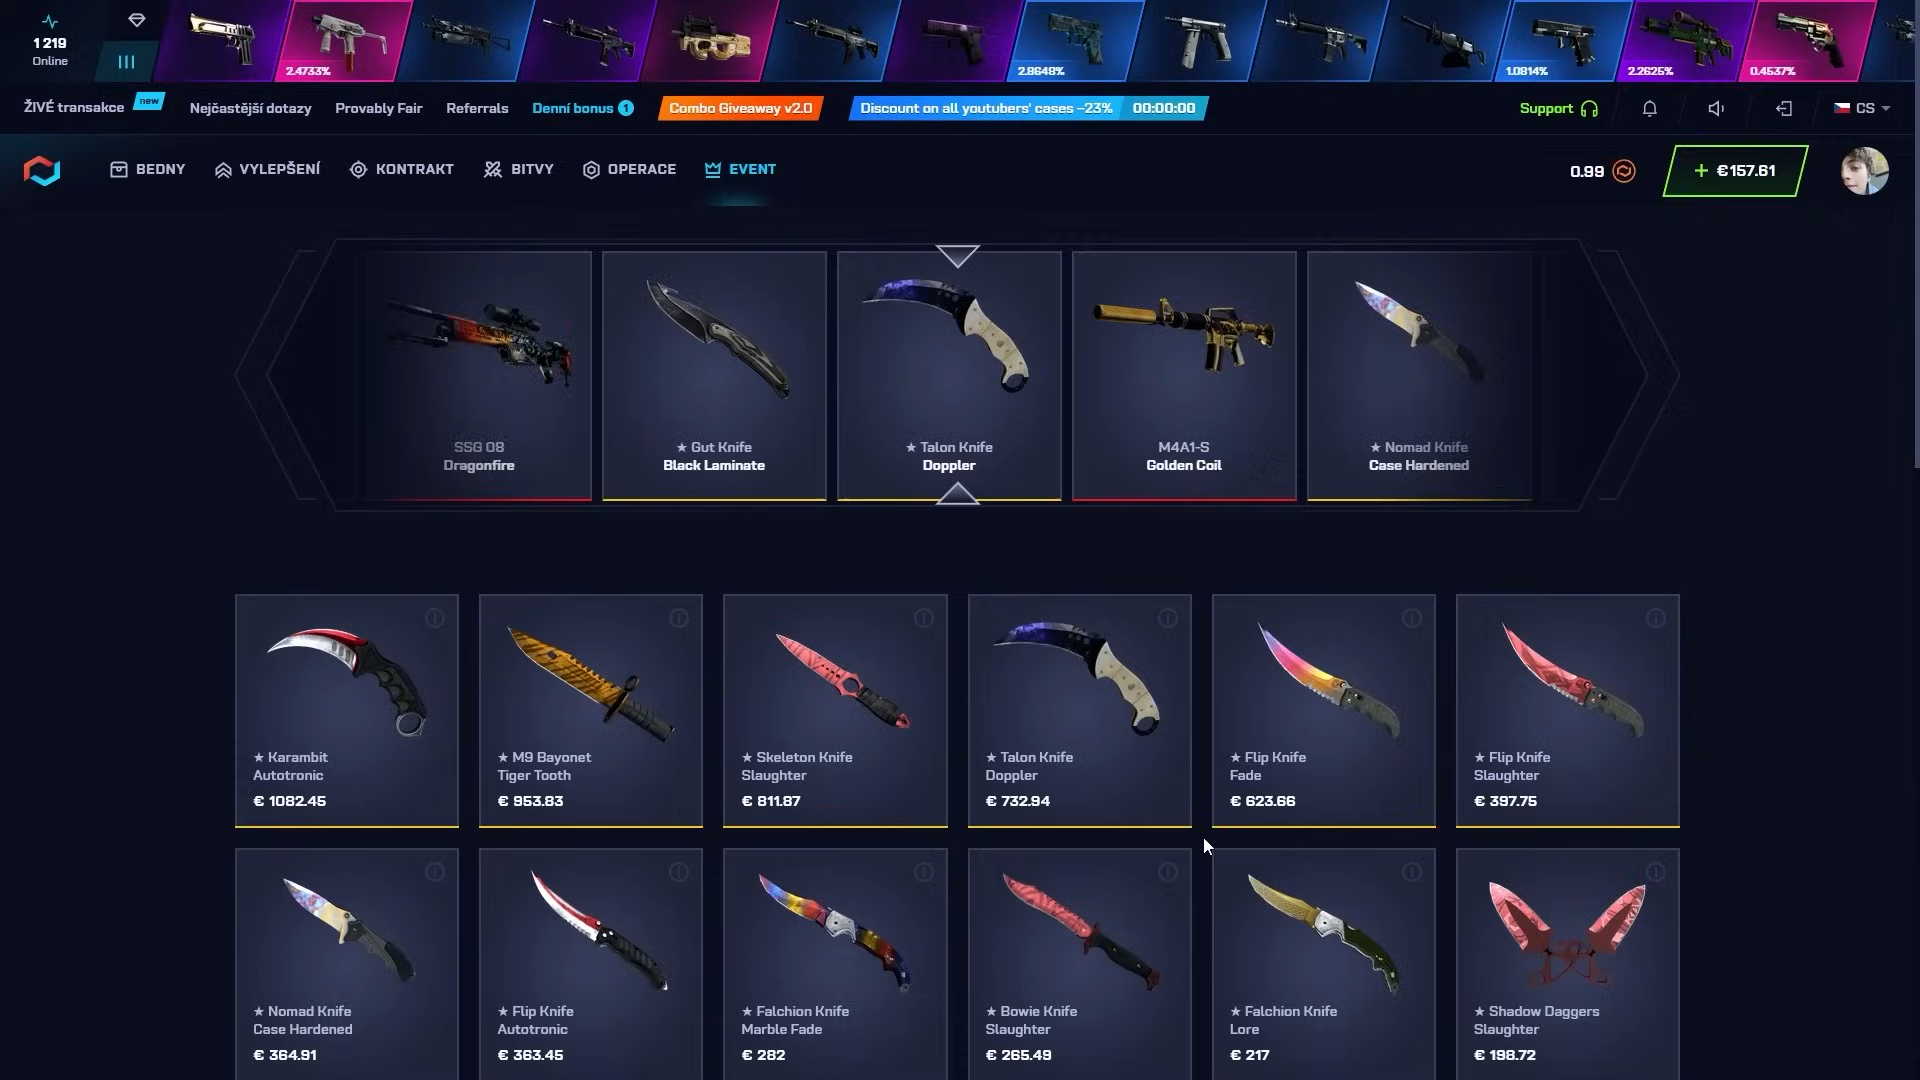 1 219
Online
2.4733%
2.8648%
1.0814%
2.2625%
0.4537%
ŽIVÉ transakce
new
Nejčastější dotazy
Provably Fair
Referrals
Denní bonus 1
Combo Giveaway v2.0
Discount on all youtubers' cases –23%
00:00:00
Support
CS
BEDNY
VYLEPŠENÍ
KONTRAKT
BITVY
OPERACE
EVENT
0.99
+ €157.61
SSG 08
Dragonfire
★ Gut Knife
Black Laminate
★ Talon Knife
Doppler
M4A1-S
Golden Coil
★ Nomad Knife
Case Hardened
★ Karambit
Autotronic
€ 1082.45
★ M9 Bayonet
Tiger Tooth
€ 953.83
★ Skeleton Knife
Slaughter
€ 811.87
★ Talon Knife
Doppler
€ 732.94
★ Flip Knife
Fade
€ 623.66
★ Flip Knife
Slaughter
€ 397.75
★ Nomad Knife
Case Hardened
€ 364.91
★ Flip Knife
Autotronic
€ 363.45
★ Falchion Knife
Marble Fade
€ 282
★ Bowie Knife
Slaughter
€ 265.49
★ Falchion Knife
Lore
€ 217
★ Shadow Daggers
Slaughter
€ 198.72